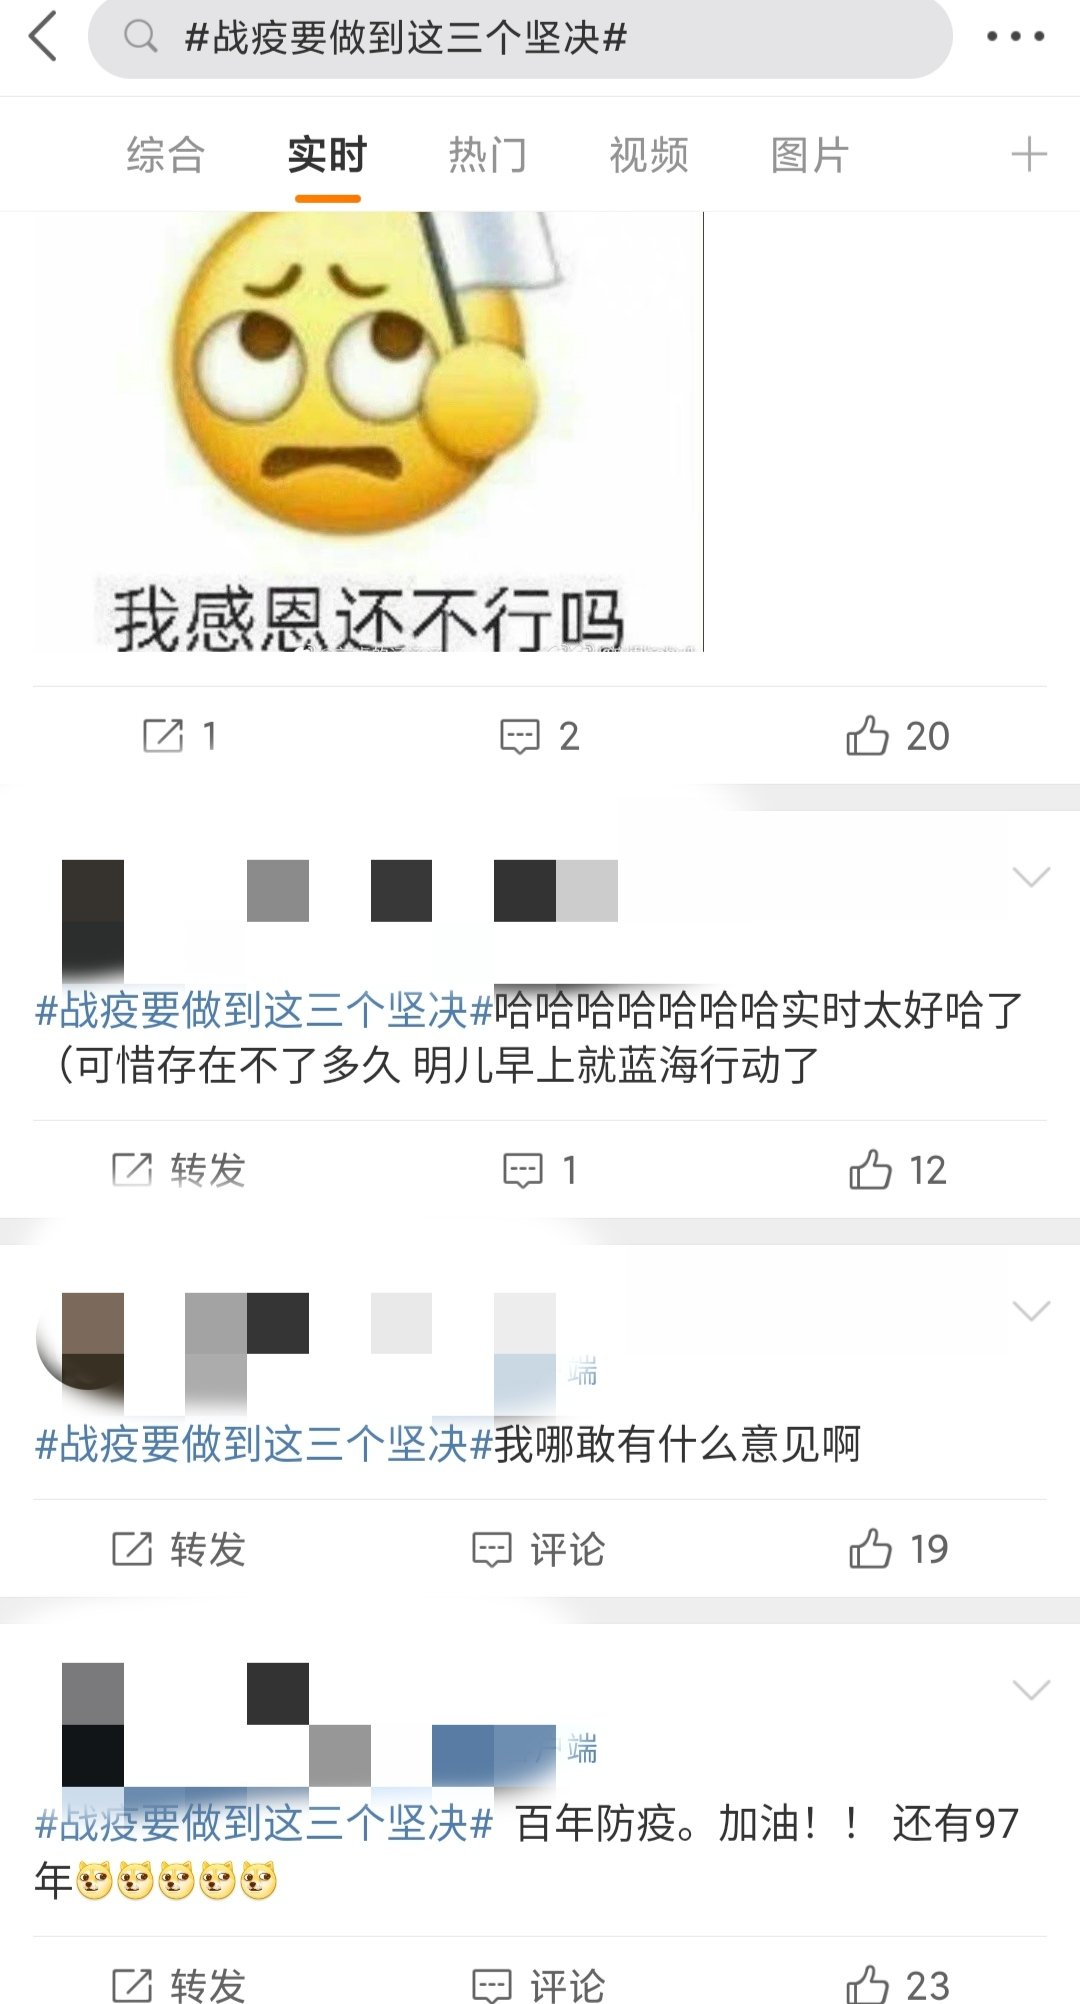 #战疫要做到这三个坚决#
综合 实时 热门 视频 图片
我感恩还不行吗
1 2 20
#战疫要做到这三个坚决#哈哈哈哈哈哈哈实时太好哈了
（可惜存在不了多久 明儿早上就蓝海行动了
转发 1 12
端
#战疫要做到这三个坚决#我哪敢有什么意见啊
转发 评论 19
户端
#战疫要做到这三个坚决# 百年防疫。加油！！ 还有97
年
转发 评论 23